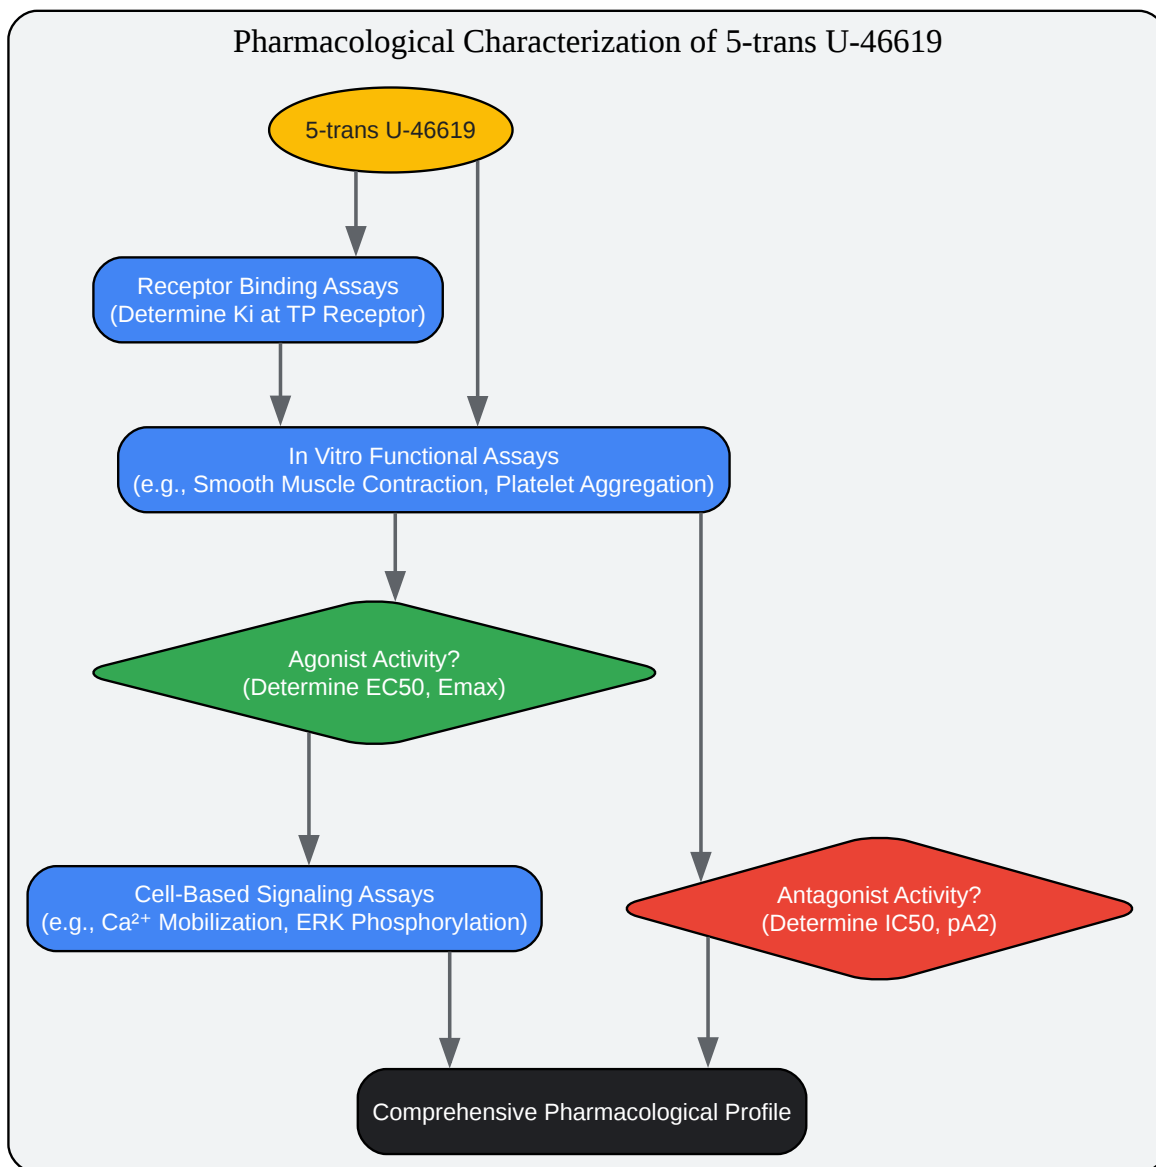 Pharmacological Characterization of 5-trans U-46619
5-trans U-46619
Receptor Binding Assays
(Determine Ki at TP Receptor)
In Vitro Functional Assays
(e.g., Smooth Muscle Contraction, Platelet Aggregation)
Agonist Activity?
(Determine EC50, Emax)
Cell-Based Signaling Assays
(e.g., Ca²⁺ Mobilization, ERK Phosphorylation)
Antagonist Activity?
(Determine IC50, pA2)
Comprehensive Pharmacological Profile